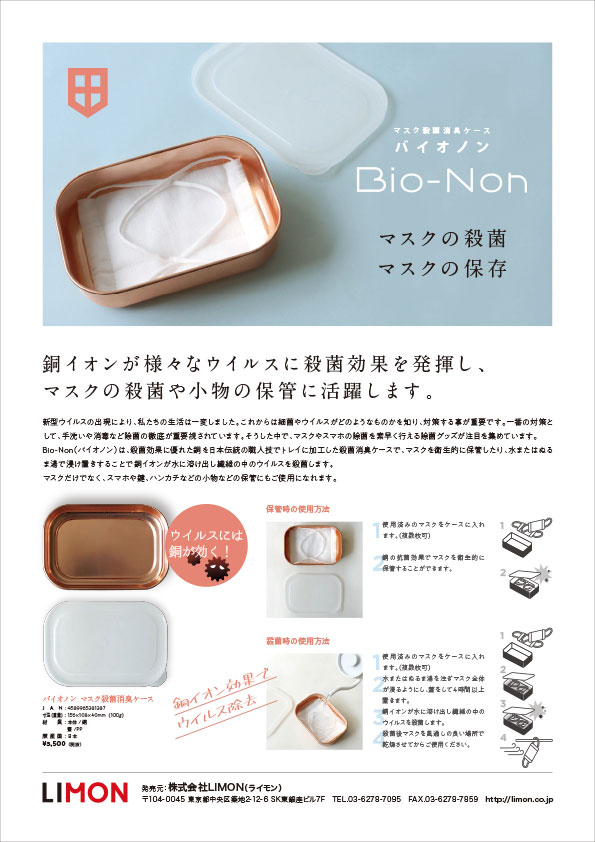 マスク殺菌消臭ケース
バイオノン
Bio-Non
マスクの殺菌
マスクの保存
銅イオンが様々なウイルスに殺菌効果を発揮し、
マスクの殺菌や小物の保管に活躍します。
新型ウイルスの出現により、私たちの生活は一変しました。これからは細菌やウイルスがどのようなものかを知り、対策する事が重要です。一番の対策と
して、手洗いや消毒など除菌の徹底が重要視されています。そうした中で、マスクやスマホの除菌を素早く行える除菌グッズが注目を集めています。
Bio-Non(バイオノン)は、殺菌効果に優れた銅を日本伝統の職人技でトレイに加工した殺菌消臭ケースで、マスクを衛生的に保管したり、水またはぬる
ま湯で浸け置きすることで銅イオンが水に溶け出し繊維の中のウイルスを殺菌します。
マスクだけでなく、スマホや鍵、ハンカチなどの小物などの保管にもご使用になれます。
ウイルスには
銅が効く!
バイオノン マスク殺菌消臭ケース
J A N:4589965381387
寸法(重量):156x108x40mm (100g)
材 質:本体/銅
蓋/PP
原産国:日本
¥5,500(税抜)
銅イオン効果で
ウイルス除去
保管時の使用方法
1 使用済みのマスクをケースに入れ
ます。(複数枚可)
2 銅の抗菌効果でマスクを衛生的に
保管することができます。
1
2
殺菌時の使用方法
1 使用済みのマスクをケースに入れ
ます。(複数枚可)
2 水またはぬるま湯を注ぎマスク全体
が浸るようにし、蓋をして4時間以上
置きます。
3 銅イオンが水に溶け出し繊維の中の
ウイルスを殺菌します。
4 殺菌後マスクを風通しの良い場所で
乾燥させてからご使用ください。
1
2
3
4
LIMON
発売元:株式会社LIMON(ライモン)
〒104-0045 東京都中央区築地2-12-6 SK東銀座ビル7F TEL.03-6278-7095 FAX.03-6278-7859 http://limon.co.jp